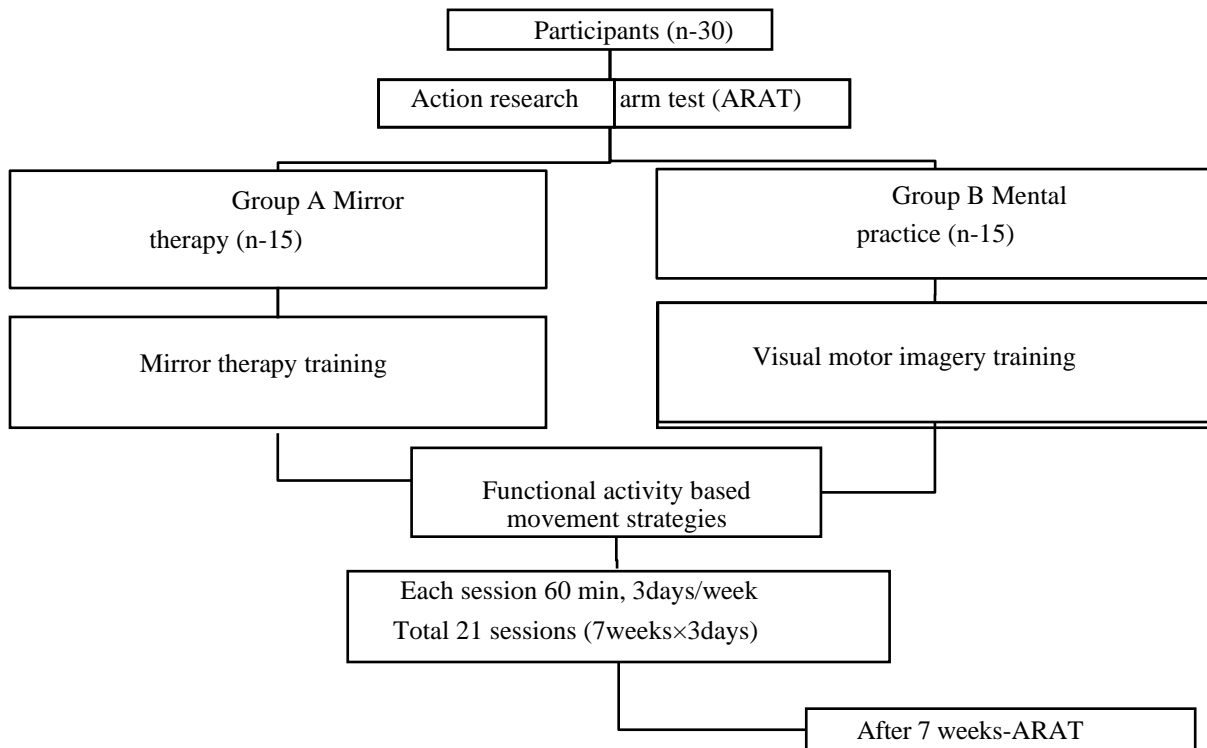 Participants (n-30)
Action research arm test (ARAT)
Group A Mirror
therapy (n-15)
Group B Mental
practice (n-15)
Mirror therapy training
Visual motor imagery training
Functional activity based
movement strategies
Each session 60 min, 3days/week
Total 21 sessions (7weeks×3days)
After 7 weeks-ARAT